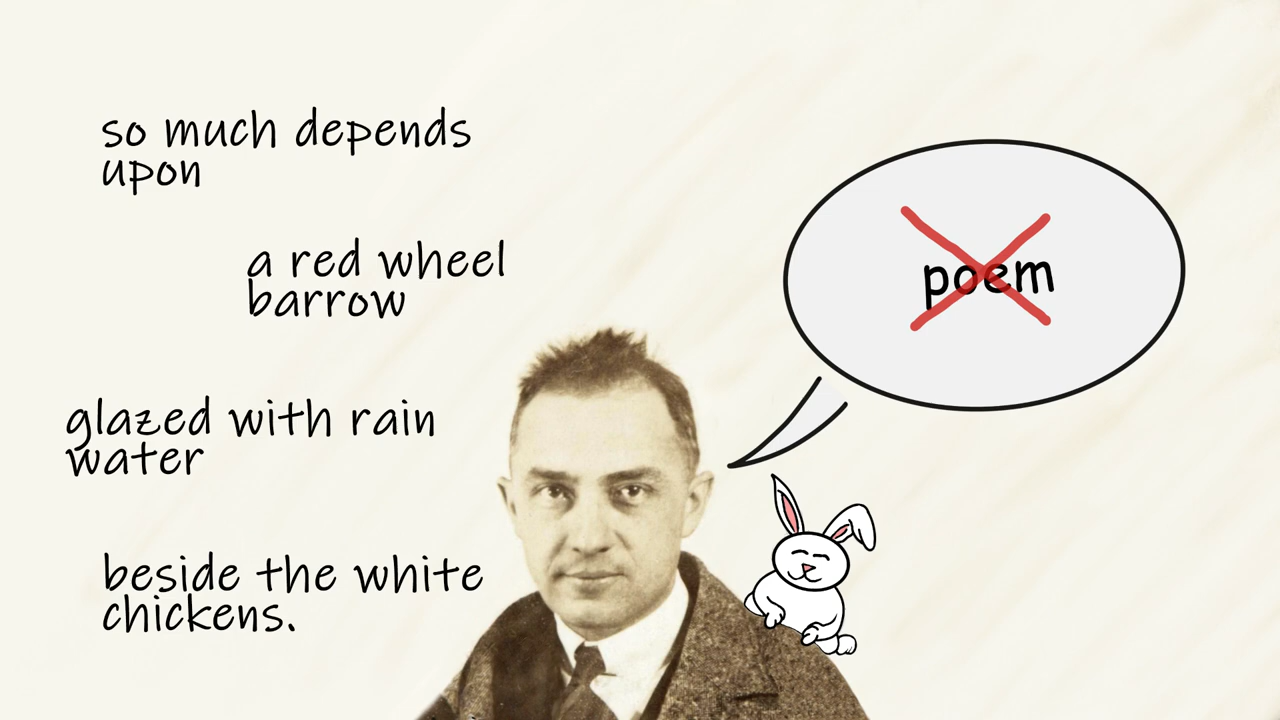 so much depends
upon
a red wheel
barrow
glazed with rain
water
beside the white
chickens.
poem